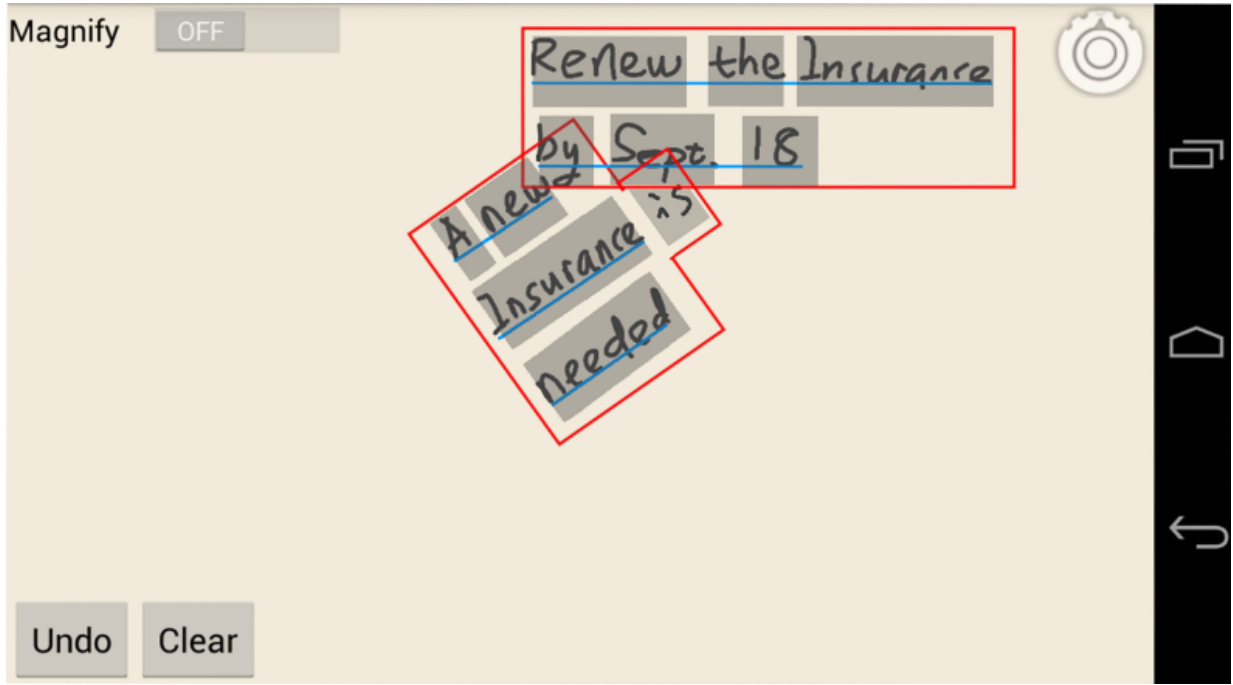 Magnify OFF
Renew the Insurance
by Sept. 18
A new
Insurance is
needed
Undo Clear